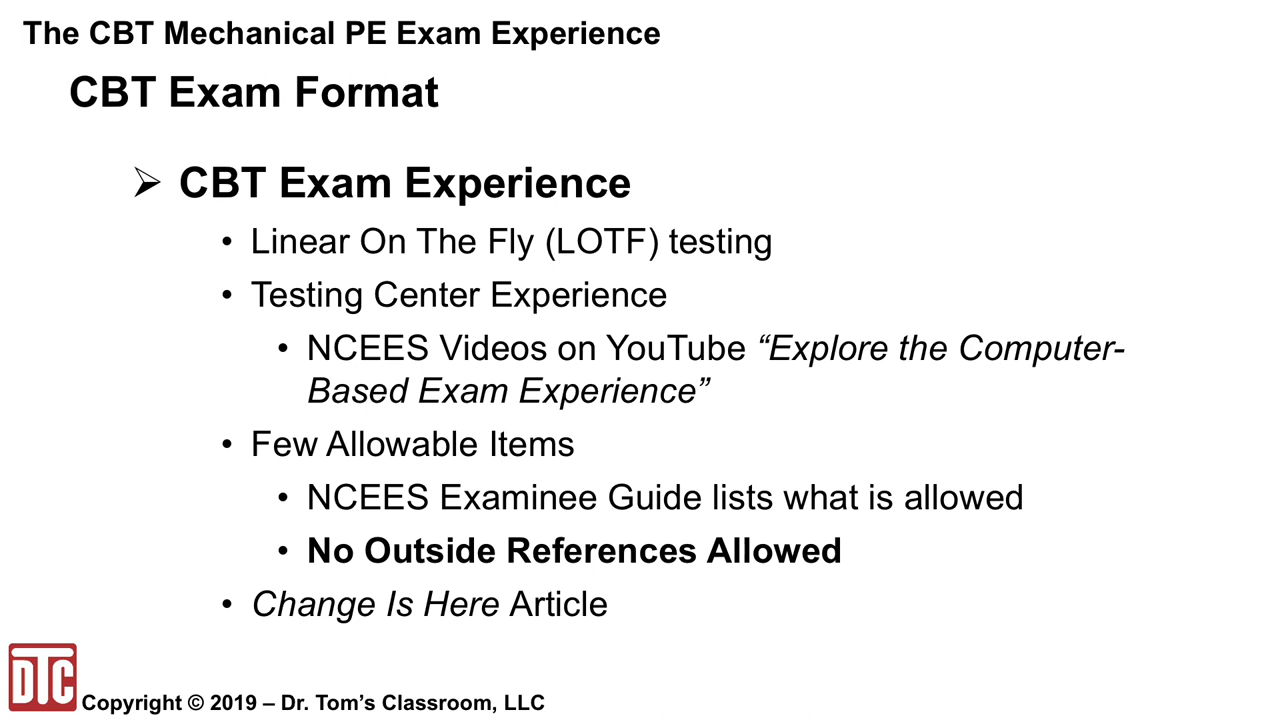 The CBT Mechanical PE Exam Experience
CBT Exam Format
➢ CBT Exam Experience
• Linear On The Fly (LOTF) testing
• Testing Center Experience
• NCEES Videos on YouTube “Explore the Computer-
Based Exam Experience”
• Few Allowable Items
• NCEES Examinee Guide lists what is allowed
• No Outside References Allowed
• Change Is Here Article
DTC
Copyright © 2019 – Dr. Tom’s Classroom, LLC